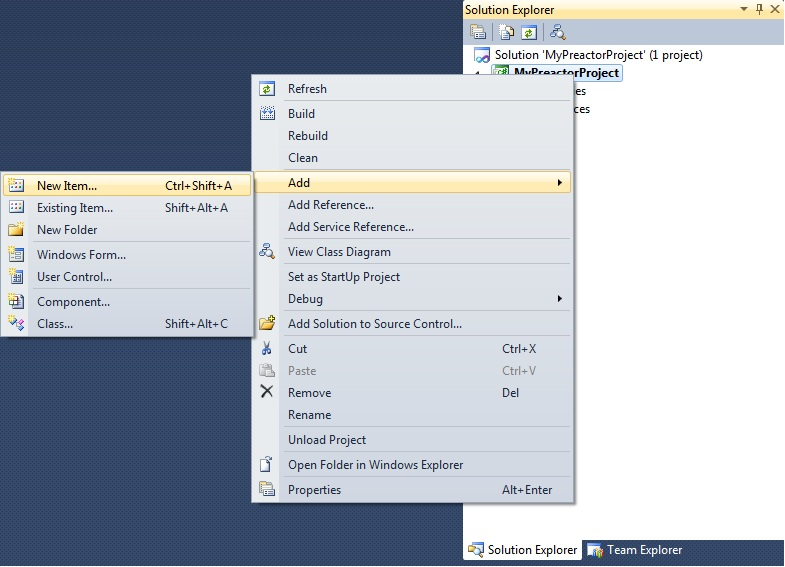 Solution Explorer
Solution 'MyPreactorProject' (1 project)
MyPreactorProject
es
ces
Refresh
Build
Rebuild
Clean
Add
Add Reference...
Add Service Reference...
View Class Diagram
Set as StartUp Project
Debug
Add Solution to Source Control...
Cut Ctrl+X
Paste Ctrl+V
Remove Del
Rename
Unload Project
Open Folder in Windows Explorer
Properties Alt+Enter
New Item... Ctrl+Shift+A
Existing Item... Shift+Alt+A
New Folder
Windows Form...
User Control...
Component...
Class... Shift+Alt+C
Solution Explorer Team Explorer